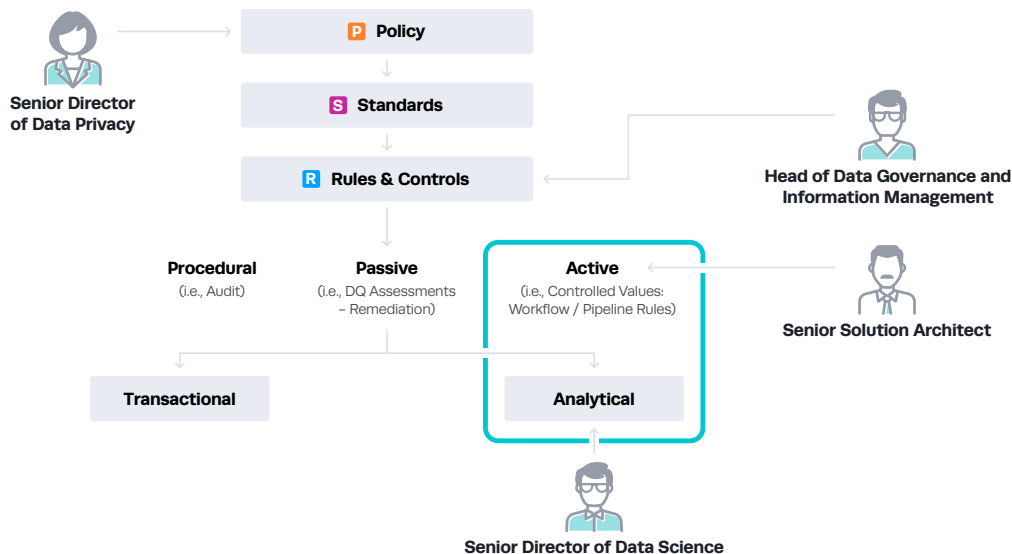 P Policy
Senior Director
of Data Privacy
S Standards
R Rules & Controls
Head of Data Governance and
Information Management
Procedural
(i.e., Audit)
Passive
(i.e., DQ Assessments
– Remediation)
Active
(i.e., Controlled Values:
Workflow / Pipeline Rules)
Senior Solution Architect
Transactional
Analytical
Senior Director of Data Science